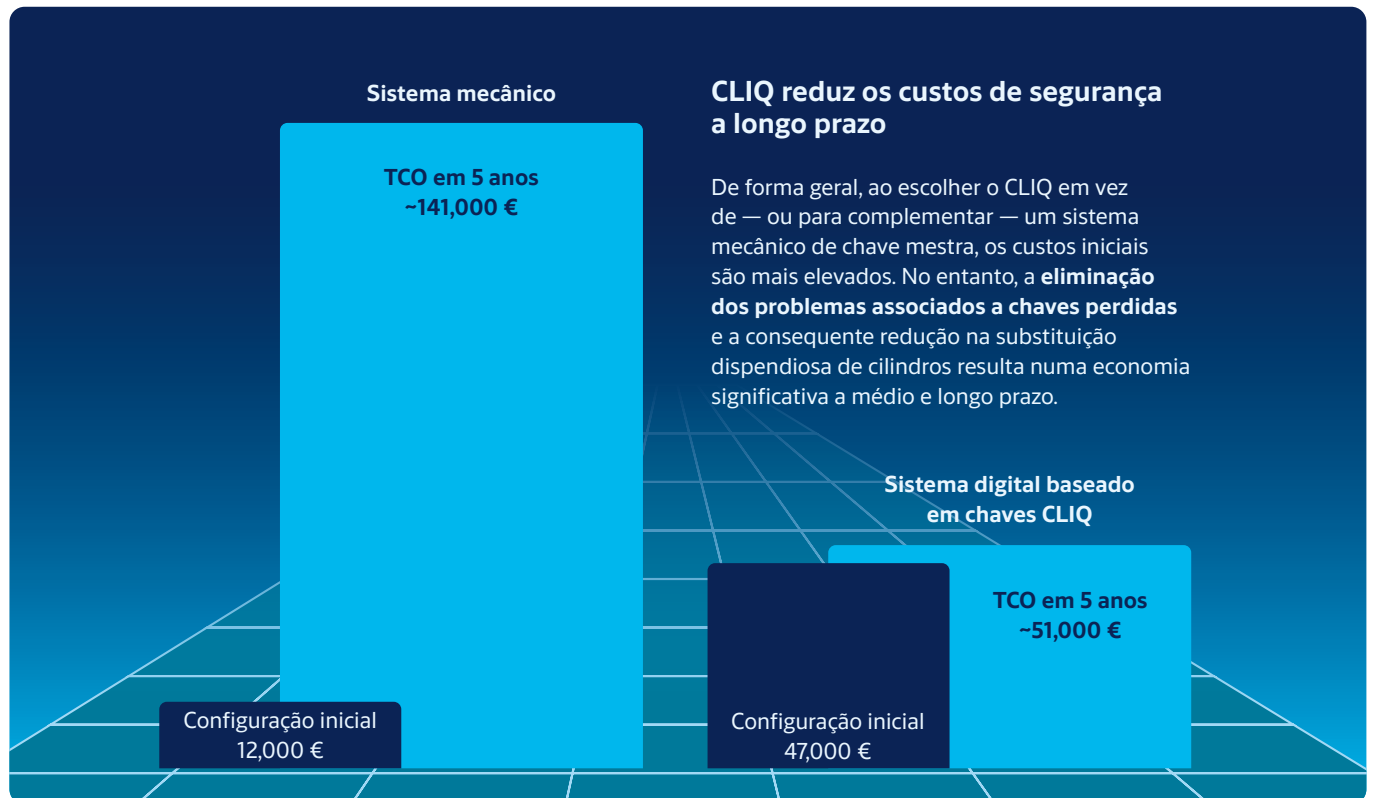 Sistema mecânico
TCO em 5 anos
~141,000 €
Configuração inicial
12,000 €
CLIQ reduz os custos de segurança
a longo prazo
De forma geral, ao escolher o CLIQ em vez
de — ou para complementar — um sistema
mecânico de chave mestra, os custos iniciais
são mais elevados. No entanto, a eliminação
dos problemas associados a chaves perdidas
e a consequente redução na substituição
dispendiosa de cilindros resulta numa economia
significativa a médio e longo prazo.
Sistema digital baseado
em chaves CLIQ
TCO em 5 anos
~51,000 €
Configuração inicial
47,000 €